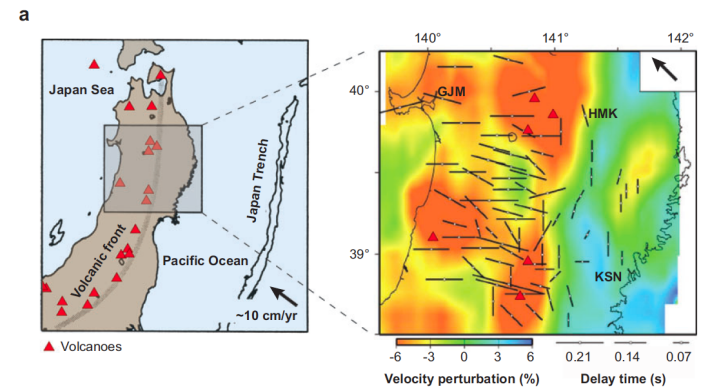 a
Japan Sea
Japan Trench
Volcanic front
Pacific Ocean
~10 cm/yr
Volcanoes
140° 141° 142°
40°
39°
GJM
HMK
KSN
-6 -3 0 3 6
Velocity perturbation (%)
0.21 0.14 0.07
Delay time (s)